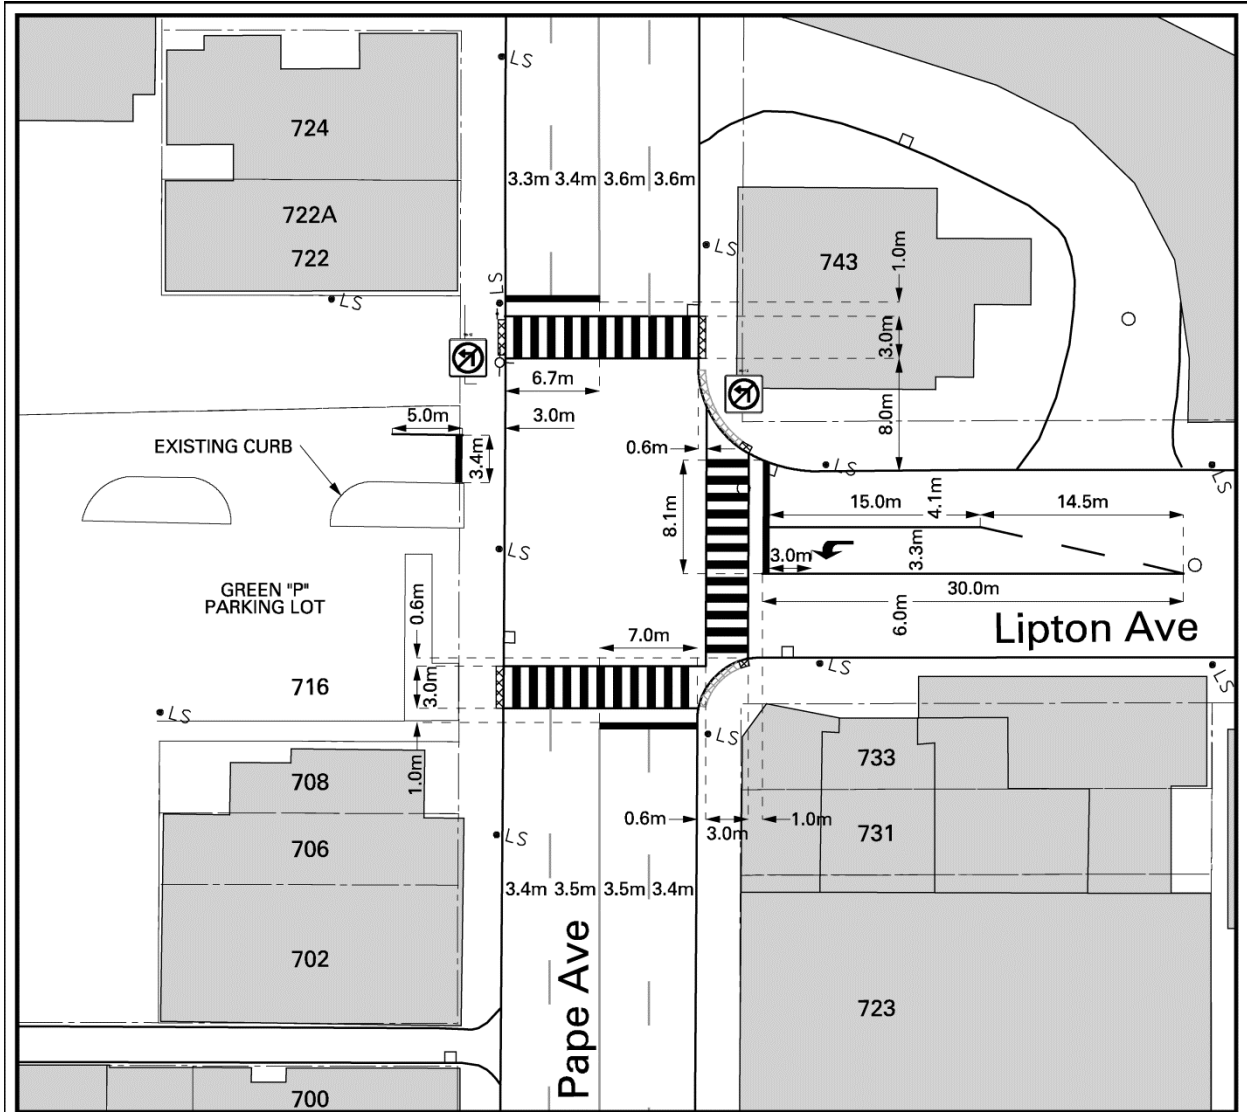 LS
724
3.3m 3.4m 3.6m 3.6m
722A
LS
743
1.0m
722
LS
LS
3.0m
6.7m
5.0m
3.0m
8.0m
EXISTING CURB
3.4m
0.6m
LS
LS
15.0m
4.1m
14.5m
8.1m
LS
3.3m
3.0m
GREEN "P"
PARKING LOT
30.0m
0.6m
6.0m
Lipton Ave
7.0m
LS
LS
3.0m
716
LS
LS
733
1.0m
708
0.6m
3.0m
1.0m
LS
731
706
3.4m 3.5m 3.5m 3.4m
Pape Ave
702
723
700